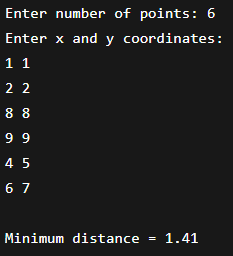 Enter number of points: 6
Enter x and y coordinates:
1 1
2 2
8 8
9 9
4 5
6 7
Minimum distance = 1.41